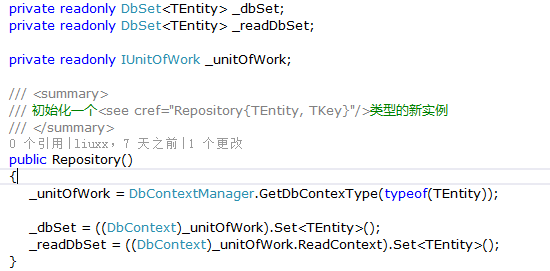 private readonly DbSet<TEntity> _dbSet;
private readonly DbSet<TEntity> _readDbSet;
private readonly IUnitOfWork _unitOfWork;
/// <summary>
/// 初始化一个<see cref="Repository{TEntity, TKey}"/>类型的新实例
/// </summary>
0 个引用|liuxx，7 天之前|1 个更改
public Repository()
{
_unitOfWork = DbContextManager.GetDbContexType(typeof(TEntity));
_dbSet = ((DbContext)_unitOfWork).Set<TEntity>();
_readDbSet = ((DbContext)_unitOfWork.ReadContext).Set<TEntity>();
}